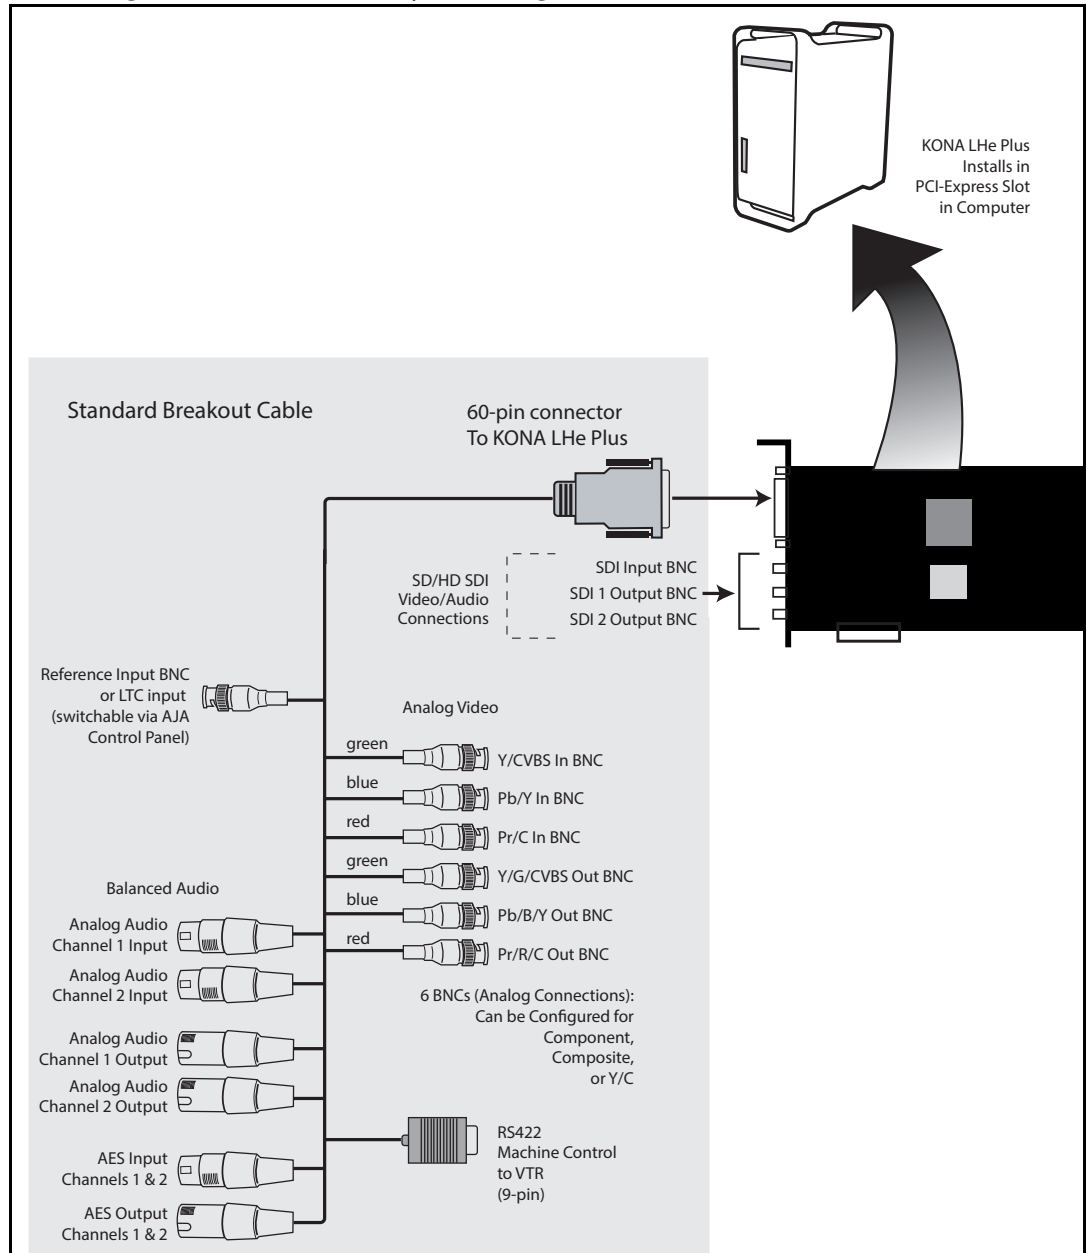 KONA LHe Plus
Installs in
PCI-Express Slot
in Computer
Standard Breakout Cable
60-pin connector
To KONA LHe Plus
SD/HD SDI
Video/Audio
Connections
SDI Input BNC
SDI 1 Output BNC
SDI 2 Output BNC
Reference Input BNC
or LTC input
(switchable via AJA
Control Panel)
Analog Video
green
Y/CVBS In BNC
blue
Pb/Y In BNC
red
Pr/C In BNC
green
Y/G/CVBS Out BNC
blue
Pb/B/Y Out BNC
red
Pr/R/C Out BNC
6 BNCs (Analog Connections):
Can be Configured for
Component,
Composite,
or Y/C
Balanced Audio
Analog Audio
Channel 1 Input
Analog Audio
Channel 2 Input
Analog Audio
Channel 1 Output
Analog Audio
Channel 2 Output
AES Input
Channels 1 & 2
AES Output
Channels 1 & 2
RS422
Machine Control
to VTR
(9-pin)